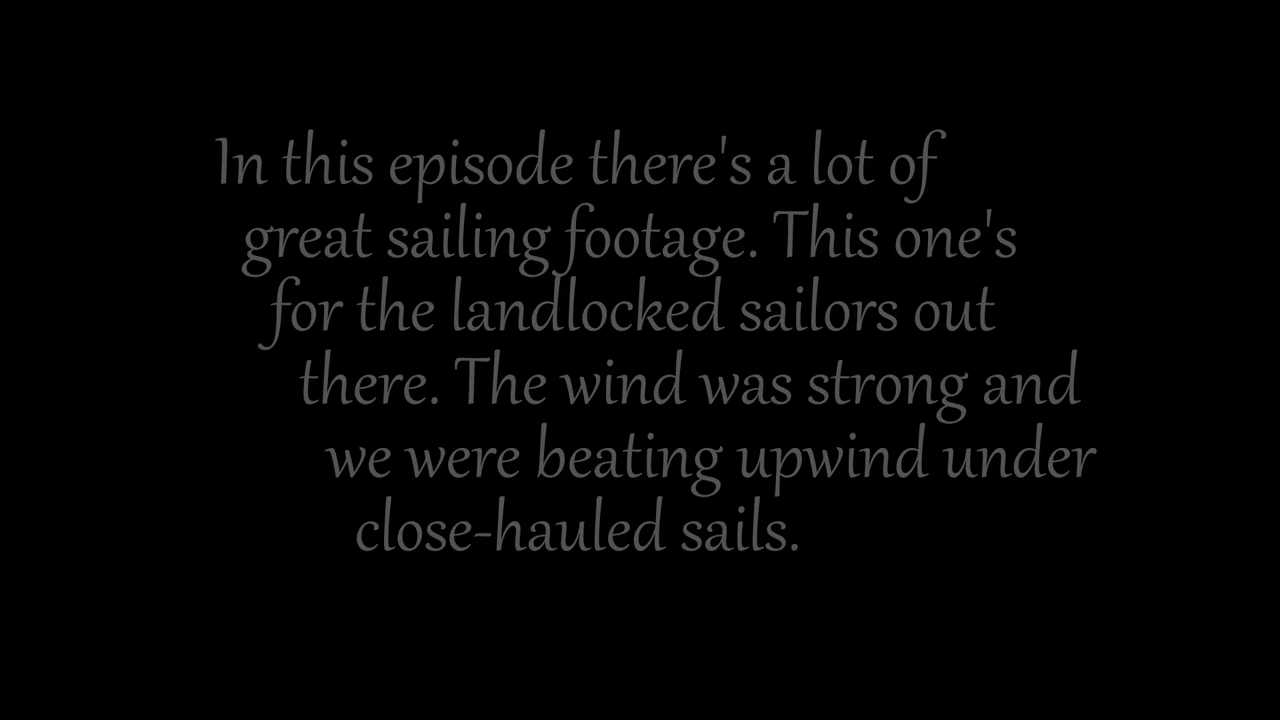 In this episode there's a lot of
great sailing footage. This one's
for the landlocked sailors out
there. The wind was strong and
we were beating upwind under
close-hauled sails.